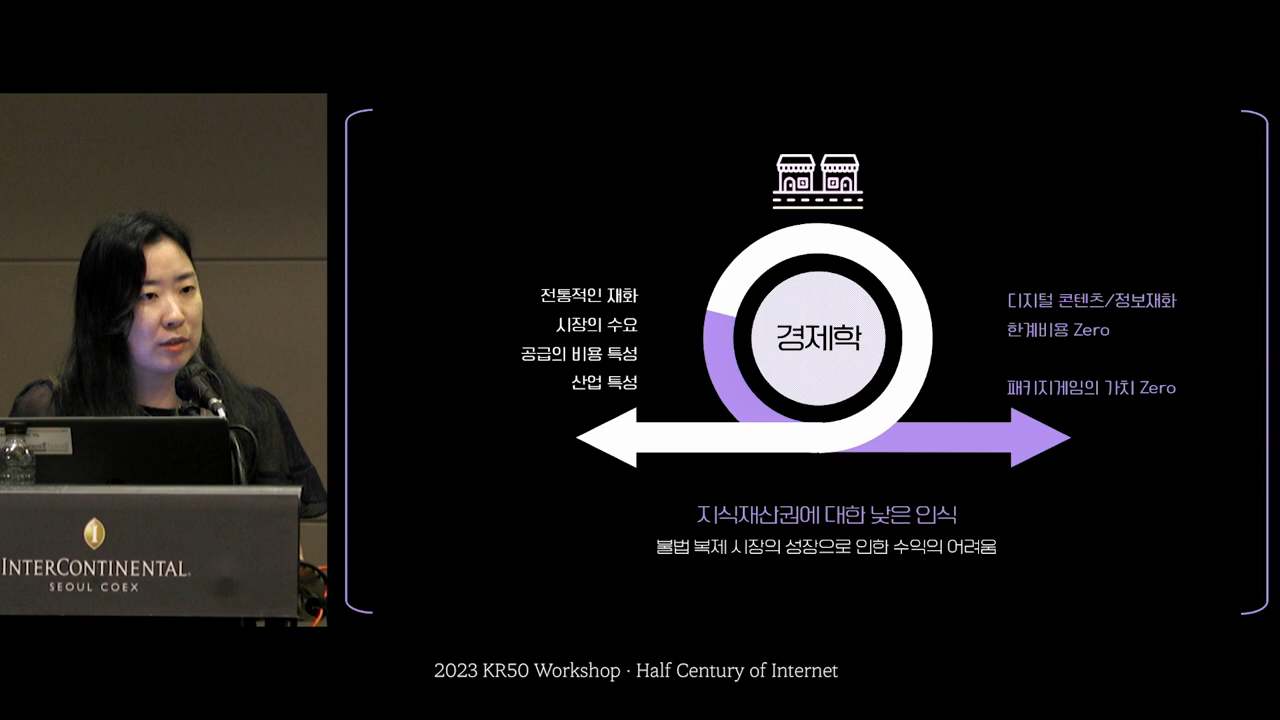 경제학
전통적인 재화
시장의 수요
공급의 비용 특성
산업 특성
디지털 콘텐츠/정보재화
한계비용 Zero
패키지게임의 가치 Zero
지식재산권에 대한 낮은 인식
불법 복제 시장의 성장으로 인한 수익의 어려움
INTERCONTINENTAL
SEOUL COEX
2023 KR50 Workshop · Half Century of Internet